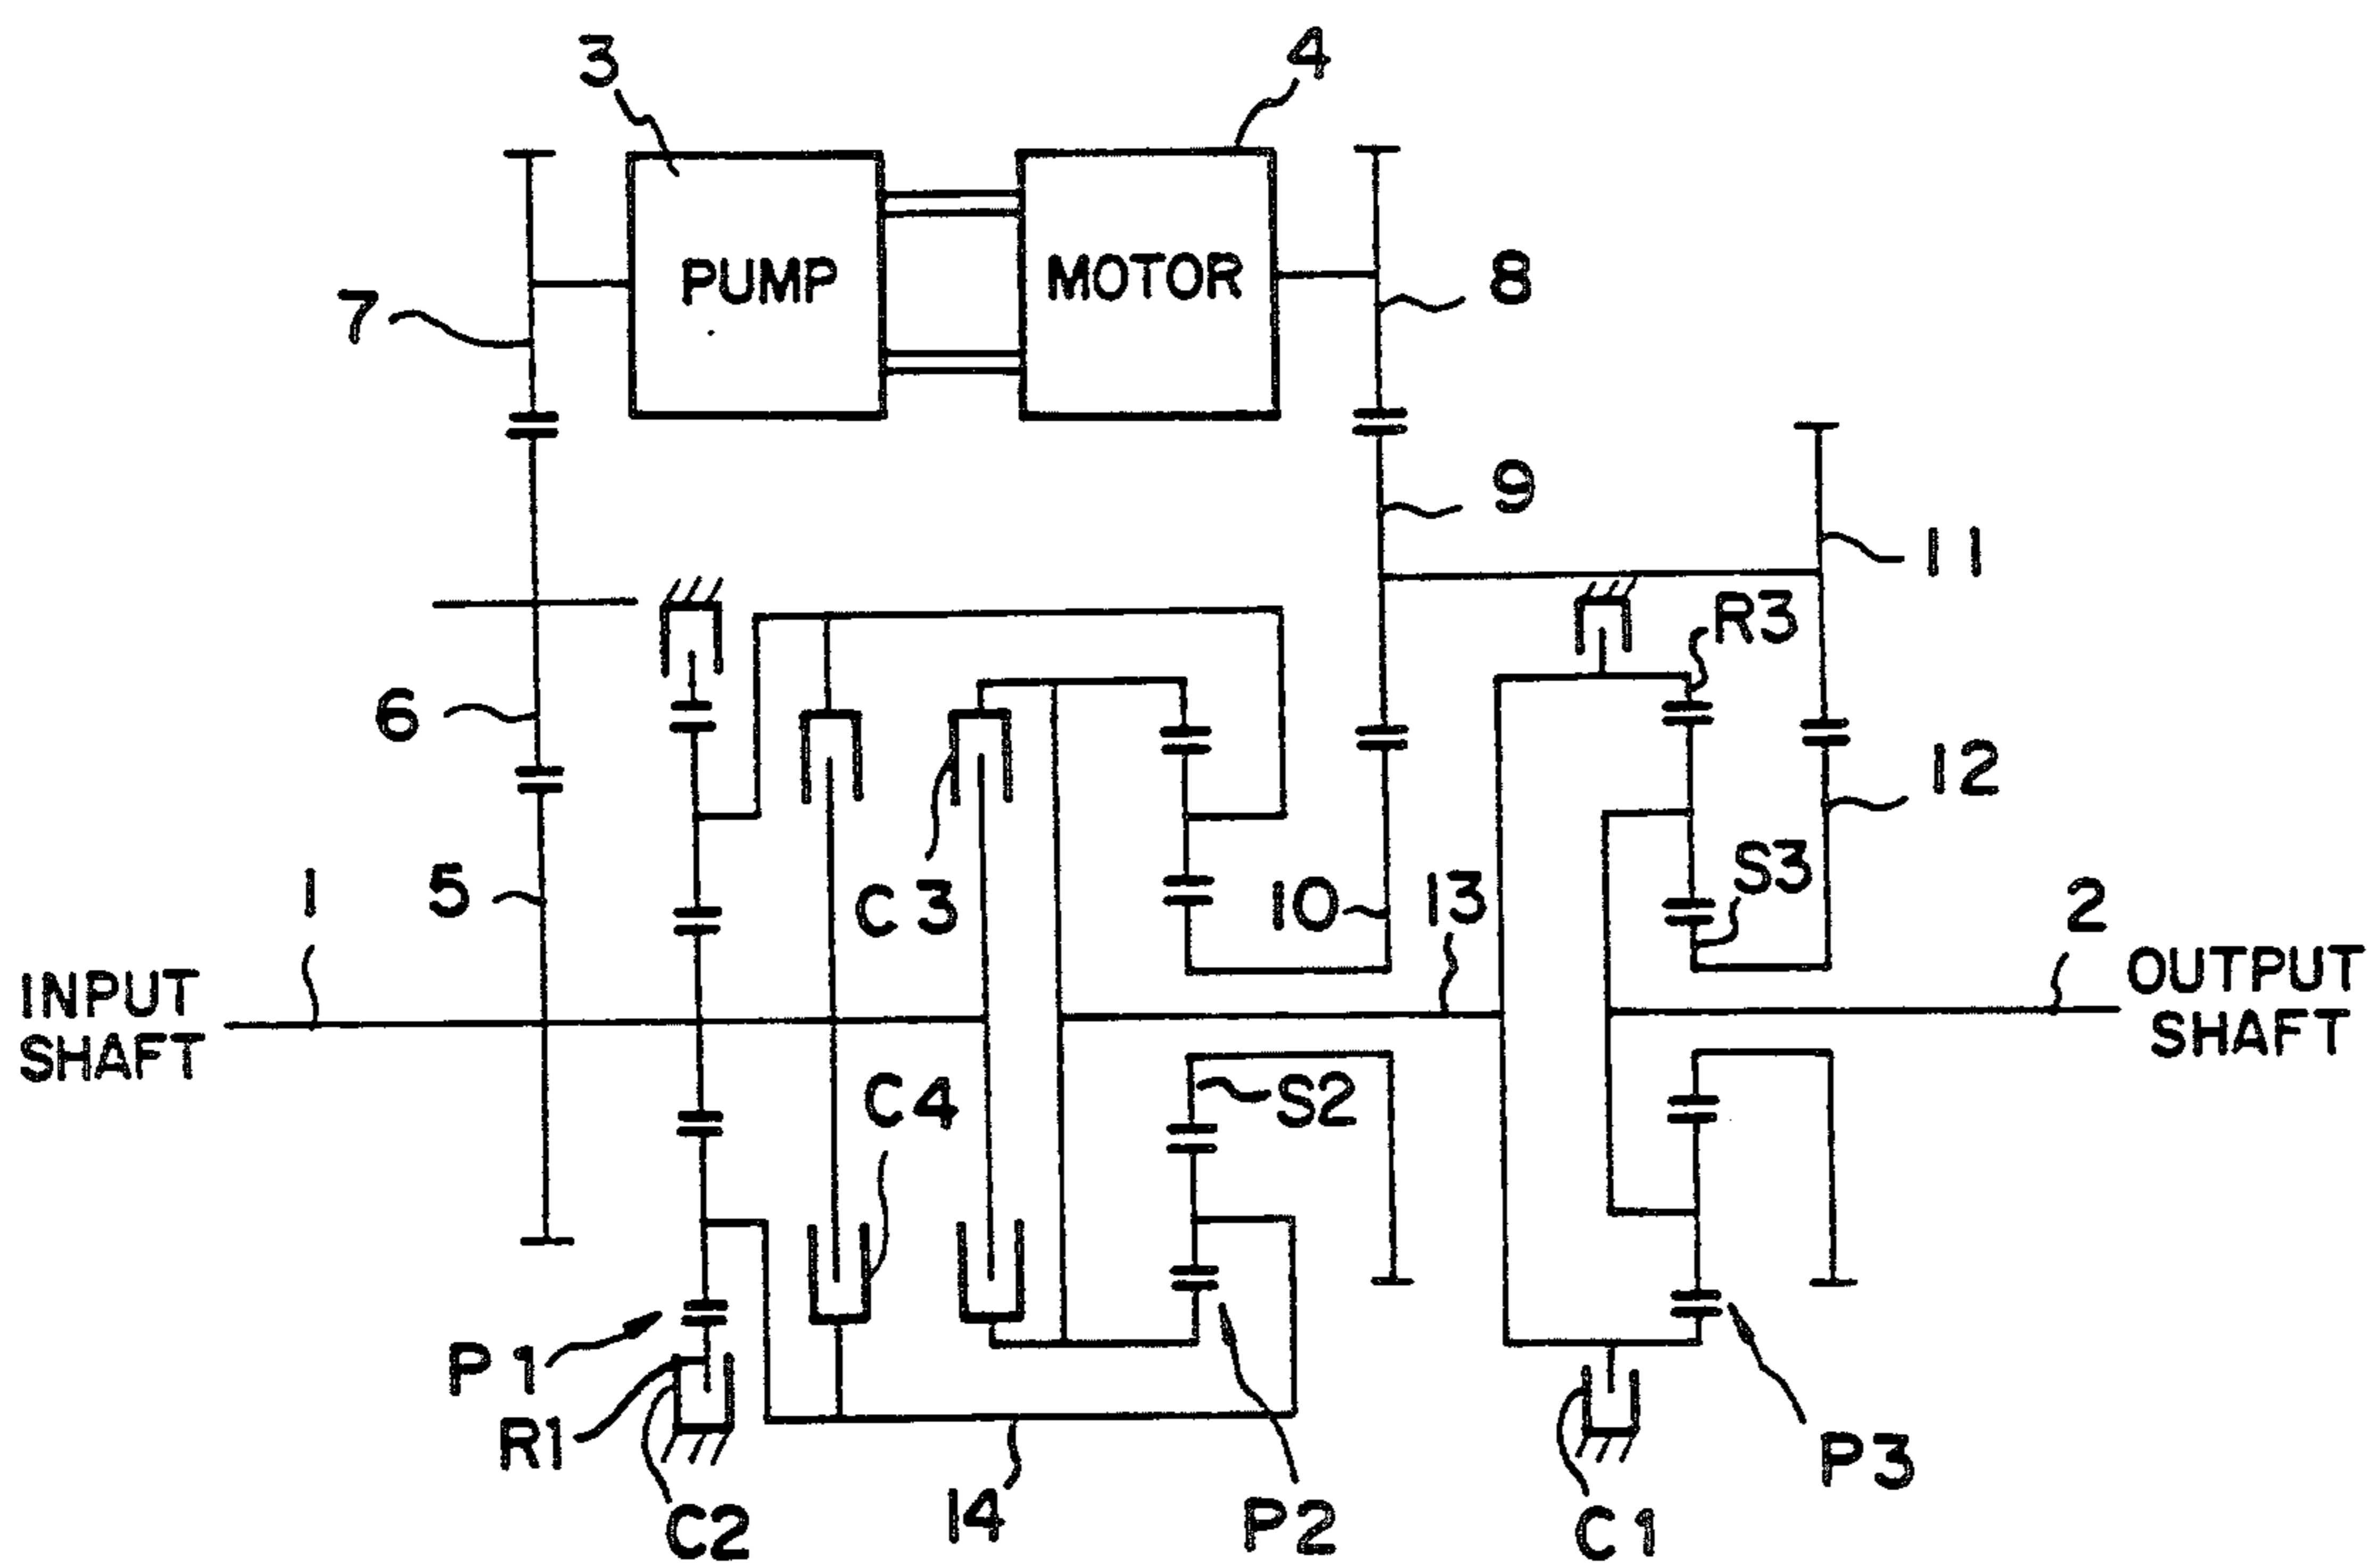 3
4
PUMP
MOTOR
7
8
9
11
R3
6
12
1
5
C3
10
13
S3
2
INPUT
SHAFT
OUTPUT
SHAFT
C4
S2
P1
R1
C2
14
P2
C1
P3